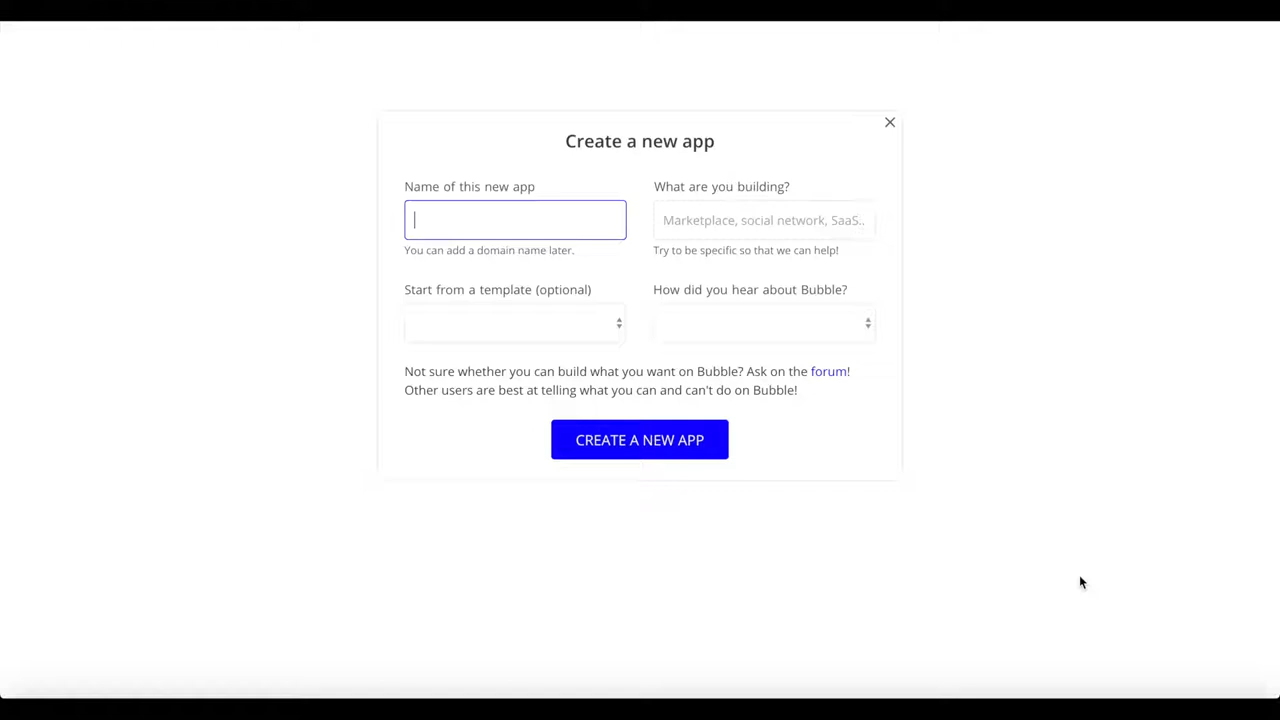 Create a new app
Name of this new app
What are you building?
Marketplace, social network, SaaS..
You can add a domain name later.
Try to be specific so that we can help!
Start from a template (optional)
How did you hear about Bubble?
Not sure whether you can build what you want on Bubble? Ask on the forum!
Other users are best at telling what you can and can't do on Bubble!
CREATE A NEW APP